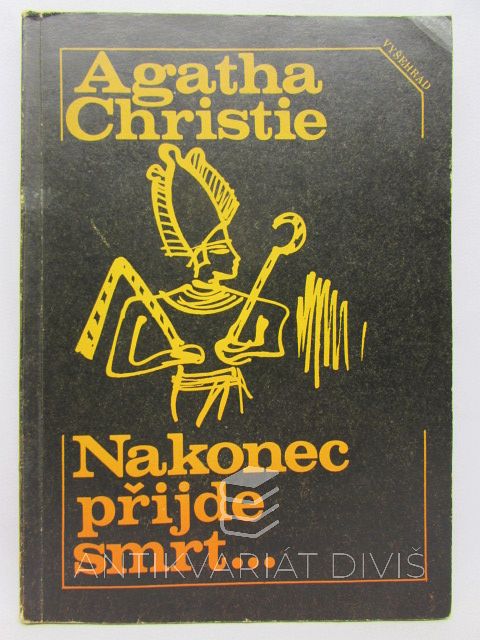 VYŠEHRAD
Agatha
Christie
Nakonec
přijde
smrt...
ANTIKVARIÁT DIVIŠ